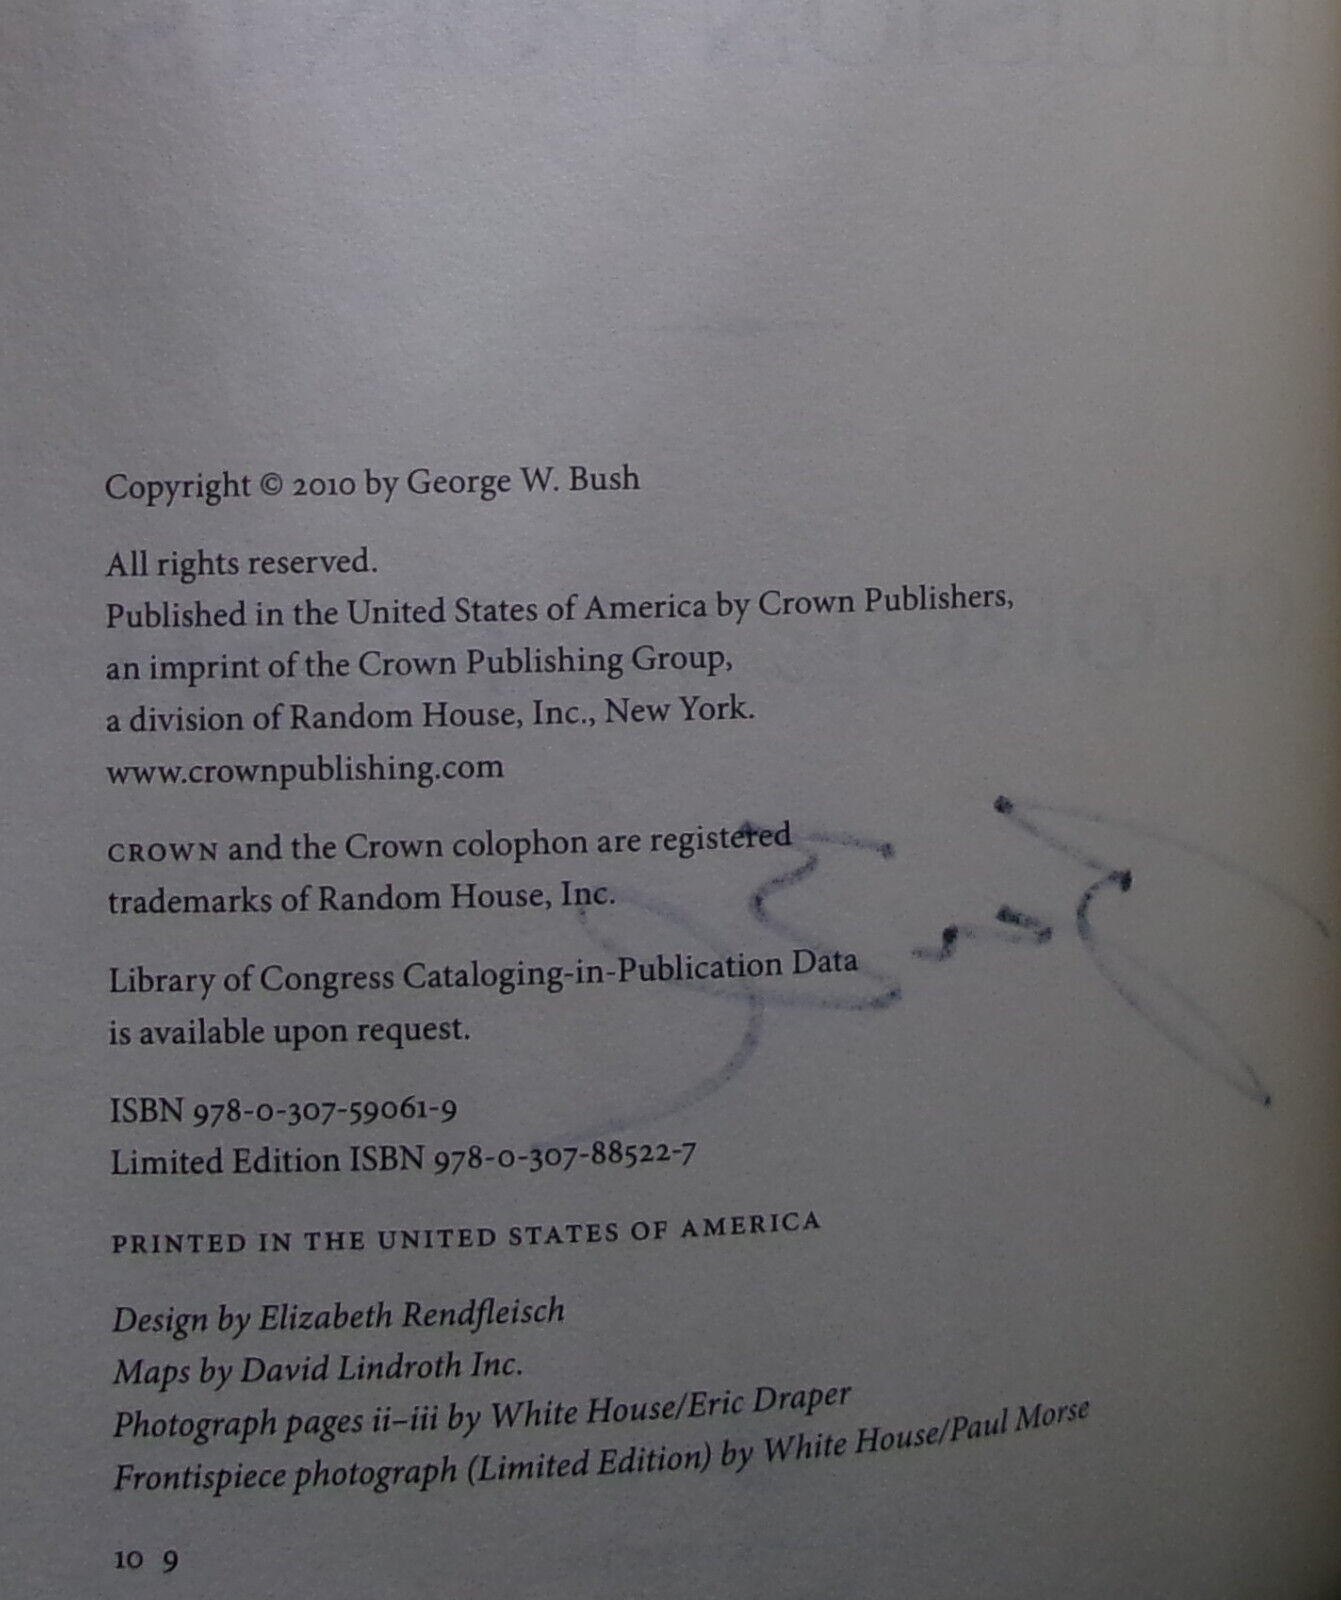 Copyright © 2010 by George W. Bush
All rights reserved.
Published in the United States of America by Crown Publishers,
an imprint of the Crown Publishing Group,
a division of Random House, Inc., New York.
www.crownpublishing.com
CROWN and the Crown colophon are registered
trademarks of Random House, Inc.
Library of Congress Cataloging-in-Publication Data
is available upon request.
ISBN 978-0-307-59061-9
Limited Edition ISBN 978-0-307-88522-7
PRINTED IN THE UNITED STATES OF AMERICA
Design by Elizabeth Rendfleisch
Maps by David Lindroth Inc.
Photograph pages ii–iii by White House/Eric Draper
Frontispiece photograph (Limited Edition) by White House/Paul Morse
10 9